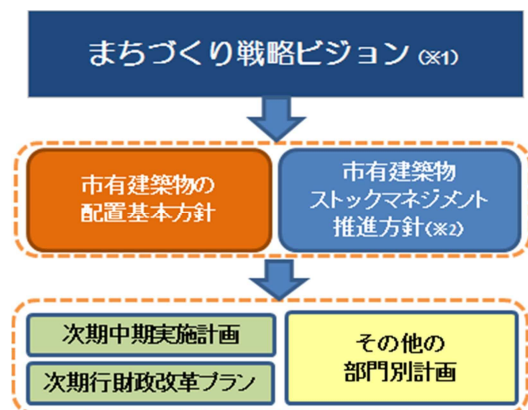 まちづくり戦略ビジョン(※1)
市有建築物の
配置基本方針
市有建築物
ストックマネジメント
推進方針(※2)
次期中期実施計画
次期行財政改革プラン
その他の
部門別計画